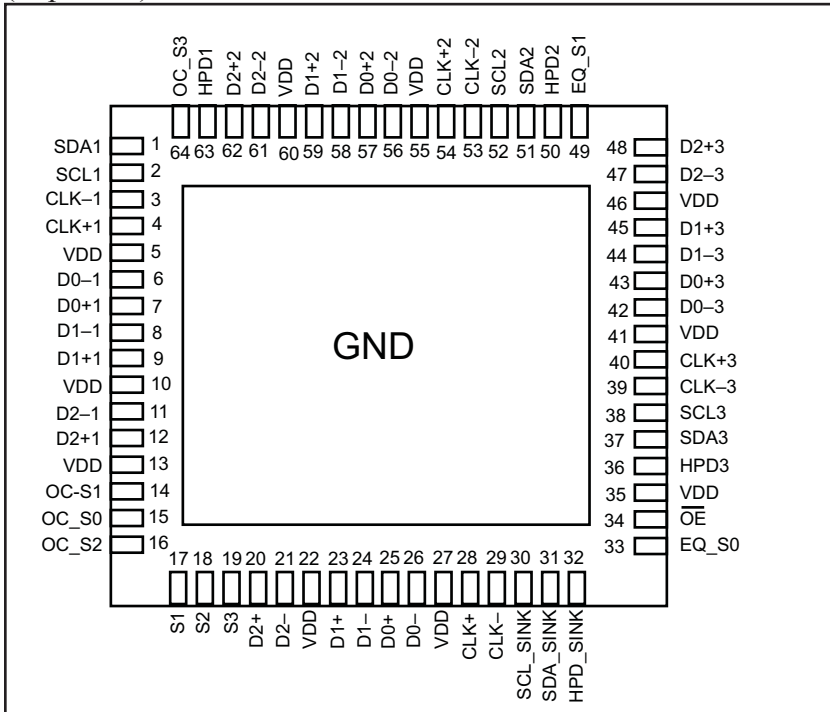 OC_S3
HPD1
D2+2
D2–2
VDD
D1+2
D1–2
D0+2
D0–2
VDD
CLK+2
CLK–2
SCL2
SDA2
HPD2
EQ_S1
64 63 62 61 60 59 58 57 56 55 54 53 52 51 50 49
SDA1 1
SCL1 2
CLK–1 3
CLK+1 4
VDD 5
D0–1 6
D0+1 7
D1–1 8
D1+1 9
VDD 10
D2–1 11
D2+1 12
VDD 13
OC-S1 14
OC_S0 15
OC_S2 16
GND
48 D2+3
47 D2–3
46 VDD
45 D1+3
44 D1–3
43 D0+3
42 D0–3
41 VDD
40 CLK+3
39 CLK–3
38 SCL3
37 SDA3
36 HPD3
35 VDD
34 OE
33 EQ_S0
17 18 19 20 21 22 23 24 25 26 27 28 29 30 31 32
S1
S2
S3
D2+
D2–
VDD
D1+
D1–
D0+
D0–
VDD
CLK+
CLK–
SCL_SINK
SDA_SINK
HPD_SINK